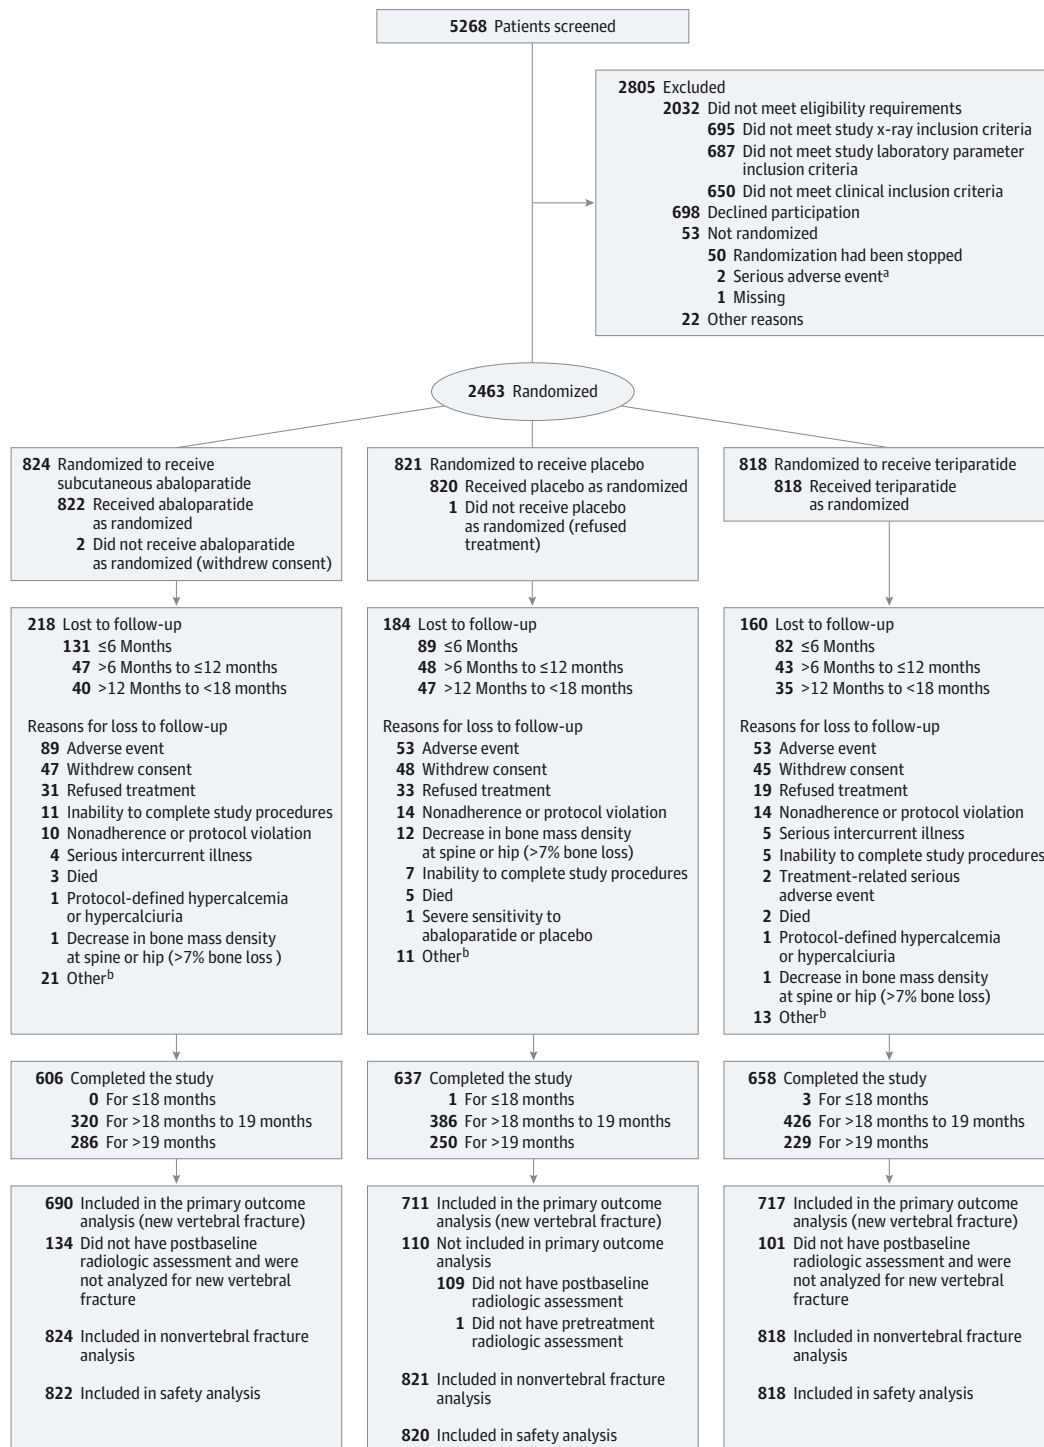 5268 Patients screened
2805 Excluded
2032 Did not meet eligibility requirements
695 Did not meet study x-ray inclusion criteria
687 Did not meet study laboratory parameter
inclusion criteria
650 Did not meet clinical inclusion criteria
698 Declined participation
53 Not randomized
50 Randomization had been stopped
2 Serious adverse eventa
1 Missing
22 Other reasons
2463 Randomized
824 Randomized to receive
subcutaneous abaloparatide
822 Received abaloparatide
as randomized
2 Did not receive abaloparatide
as randomized (withdrew consent)
821 Randomized to receive placebo
820 Received placebo as randomized
1 Did not receive placebo
as randomized (refused
treatment)
818 Randomized to receive teriparatide
818 Received teriparatide
as randomized
218 Lost to follow-up
131 ≤6 Months
47 >6 Months to ≤12 months
40 >12 Months to <18 months
Reasons for loss to follow-up
89 Adverse event
47 Withdrew consent
31 Refused treatment
11 Inability to complete study procedures
10 Nonadherence or protocol violation
4 Serious intercurrent illness
3 Died
1 Protocol-defined hypercalcemia
or hypercalciuria
1 Decrease in bone mass density
at spine or hip (>7% bone loss )
21 Otherb
184 Lost to follow-up
89 ≤6 Months
48 >6 Months to ≤12 months
47 >12 Months to <18 months
Reasons for loss to follow-up
53 Adverse event
48 Withdrew consent
33 Refused treatment
14 Nonadherence or protocol violation
12 Decrease in bone mass density
at spine or hip (>7% bone loss)
7 Inability to complete study procedures
5 Died
1 Severe sensitivity to
abaloparatide or placebo
11 Otherb
160 Lost to follow-up
82 ≤6 Months
43 >6 Months to ≤12 months
35 >12 Months to <18 months
Reasons for loss to follow-up
53 Adverse event
45 Withdrew consent
19 Refused treatment
14 Nonadherence or protocol violation
5 Serious intercurrent illness
5 Inability to complete study procedures
2 Treatment-related serious
adverse event
2 Died
1 Protocol-defined hypercalcemia
or hypercalciuria
1 Decrease in bone mass density
at spine or hip (>7% bone loss)
13 Otherb
606 Completed the study
0 For ≤18 months
320 For >18 months to 19 months
286 For >19 months
637 Completed the study
1 For ≤18 months
386 For >18 months to 19 months
250 For >19 months
658 Completed the study
3 For ≤18 months
426 For >18 months to 19 months
229 For >19 months
690 Included in the primary outcome
analysis (new vertebral fracture)
134 Did not have postbaseline
radiologic assessment and were
not analyzed for new vertebral
fracture
824 Included in nonvertebral fracture
analysis
822 Included in safety analysis
711 Included in the primary outcome
analysis (new vertebral fracture)
110 Not included in primary outcome
analysis
109 Did not have postbaseline
radiologic assessment
1 Did not have pretreatment
radiologic assessment
821 Included in nonvertebral fracture
analysis
820 Included in safety analysis
717 Included in the primary outcome
analysis (new vertebral fracture)
101 Did not have postbaseline
radiologic assessment and were
not analyzed for new vertebral
fracture
818 Included in nonvertebral fracture
analysis
818 Included in safety analysis